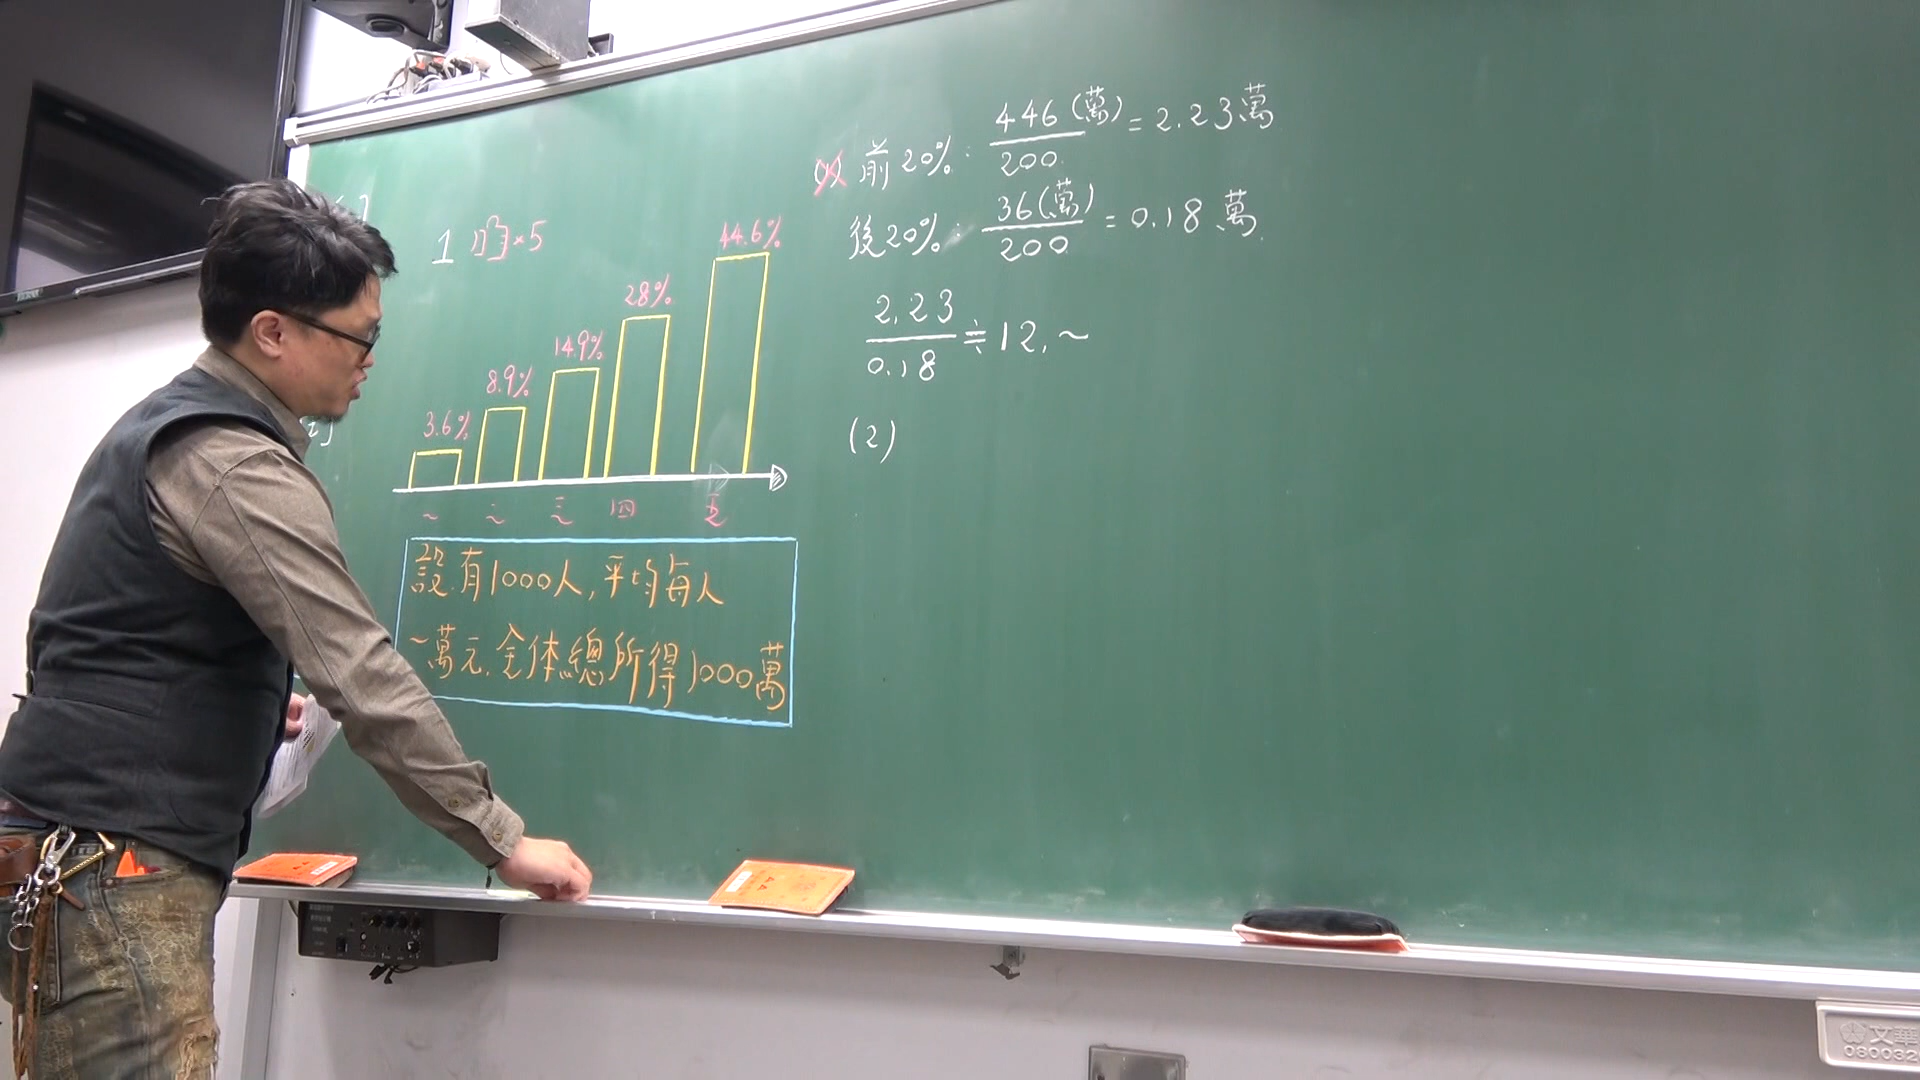 1
×5
3.6%
8.9%
14.9%
28%
44.6%
一 二 三 四 五
設有1000人,平均每人
一萬元.全体總所得1000萬
前20%: 446(萬)/200 = 2.23萬
後20%: 36(萬)/200 = 0.18萬
2.23/0.18 ≒ 12.~
(2)
文華
080032